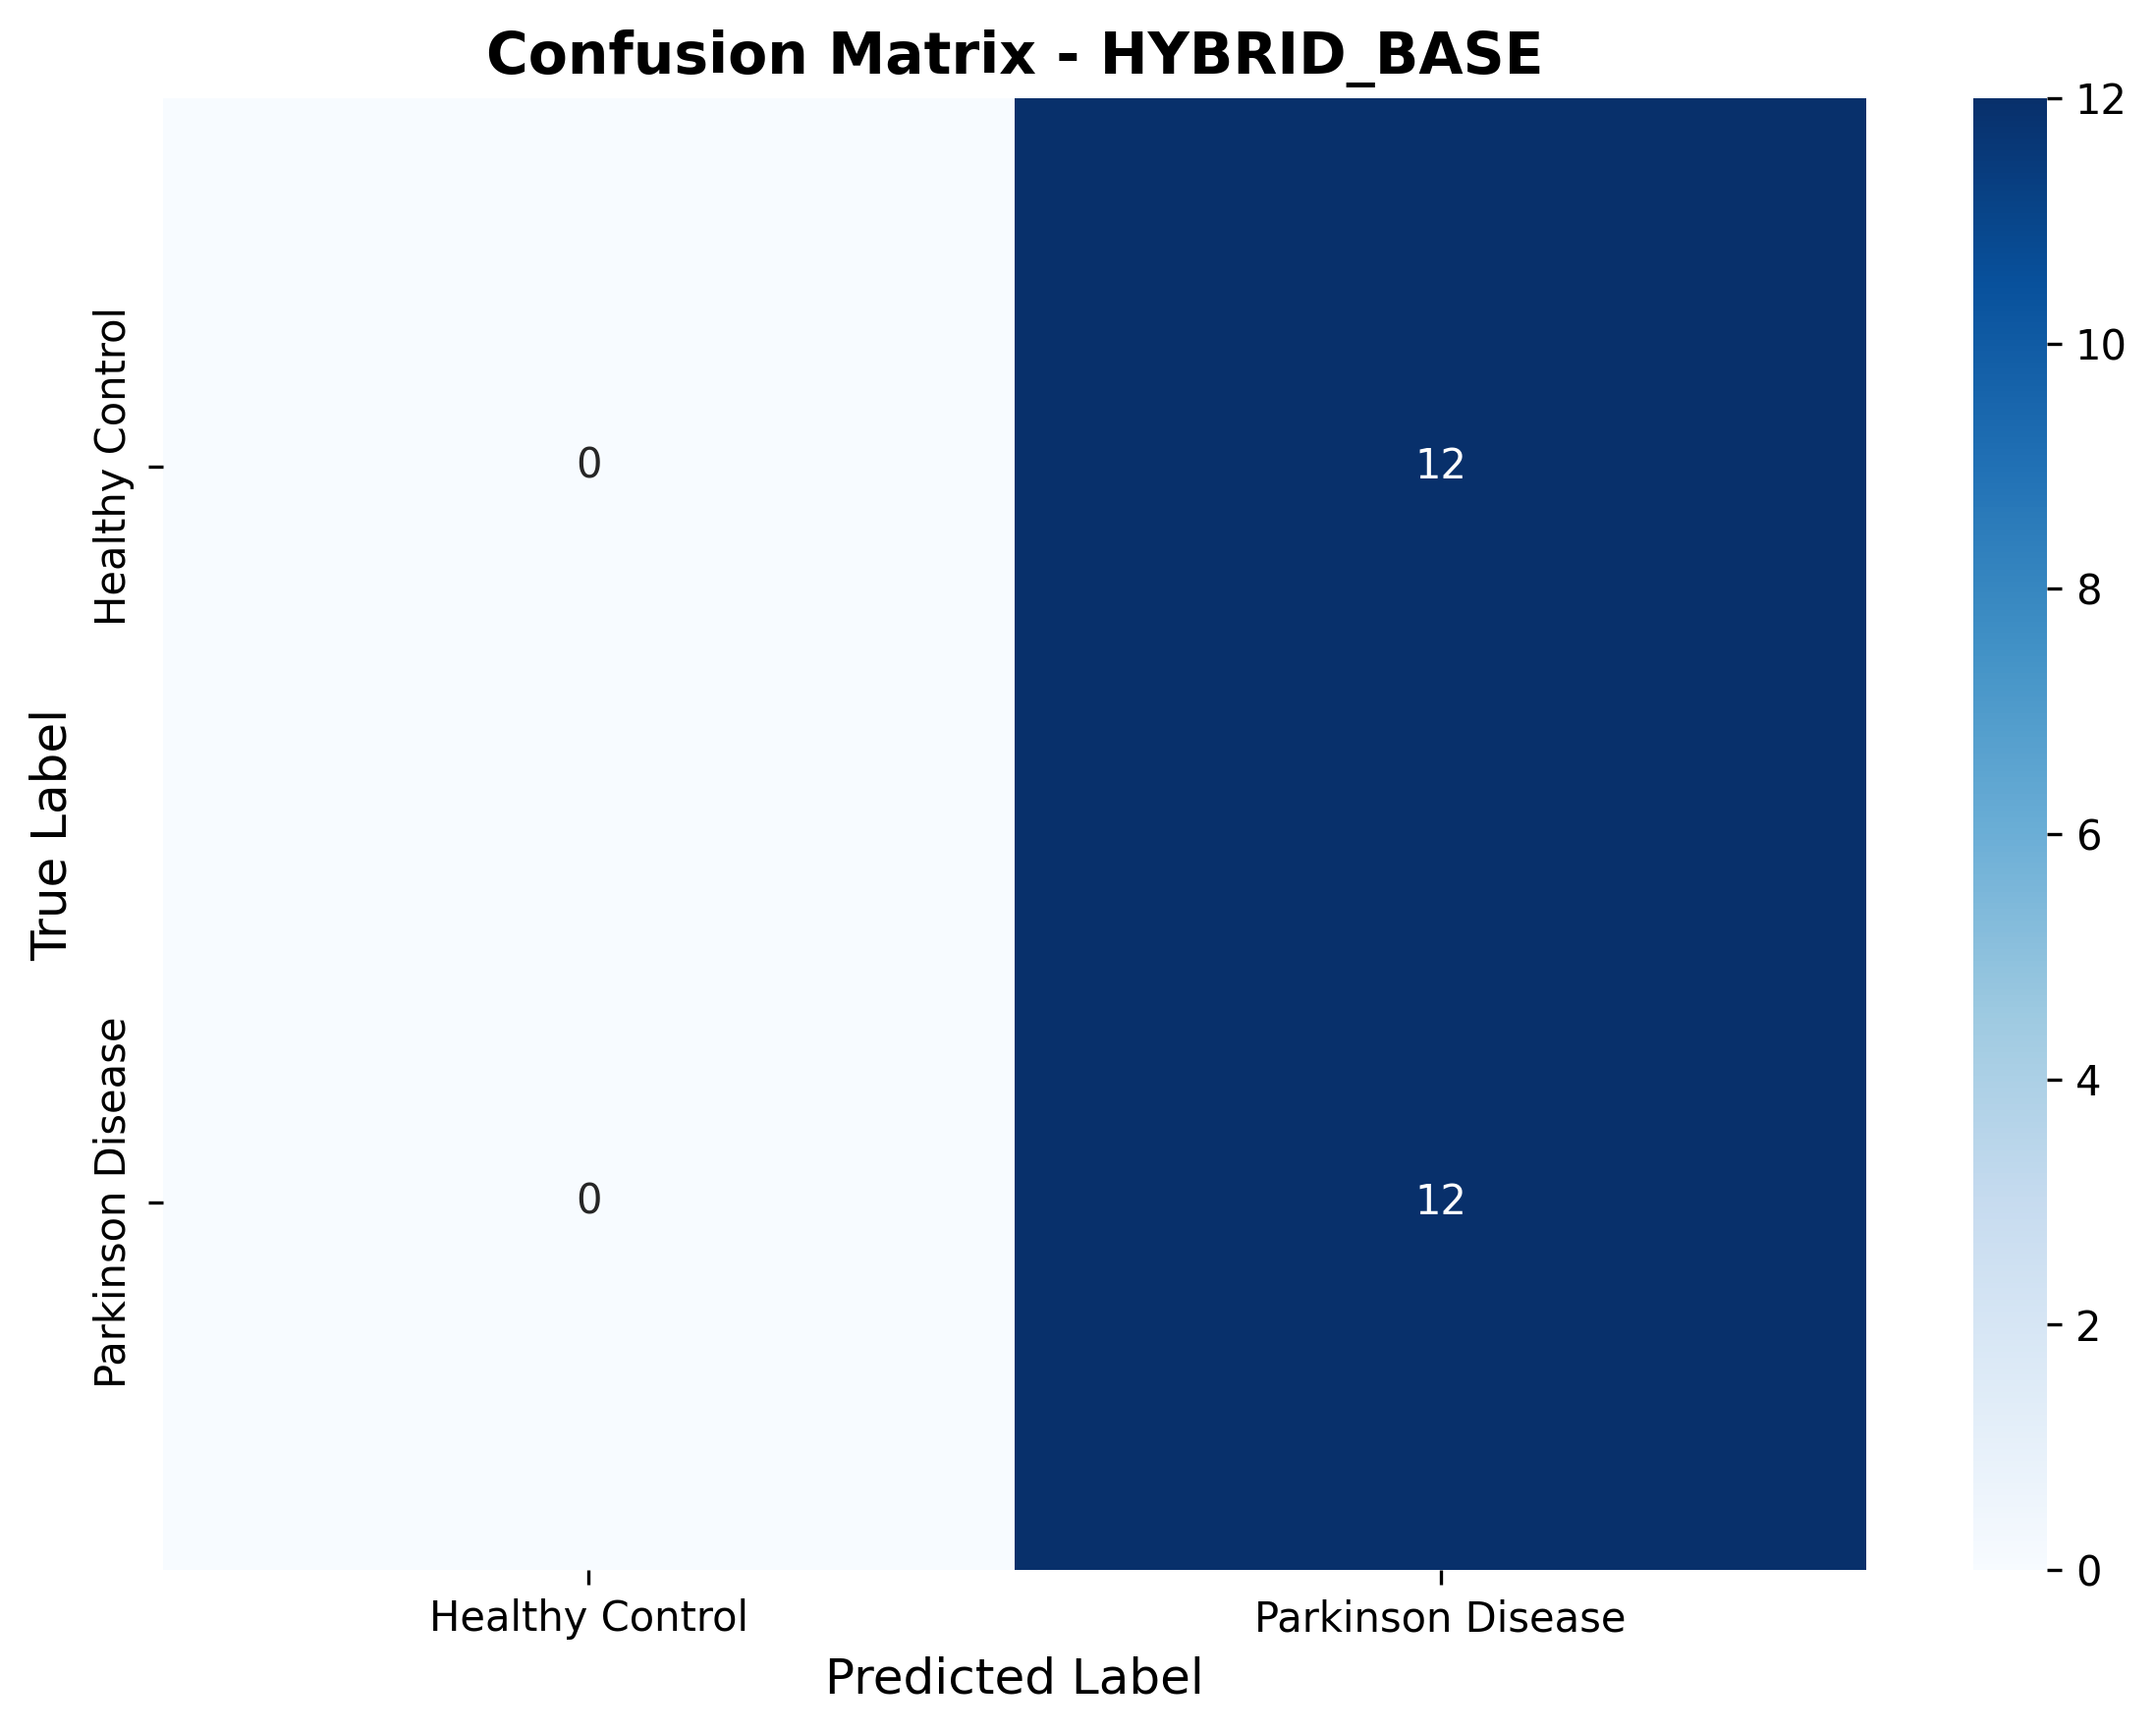 Confusion Matrix - HYBRID_BASE
True Label
Healthy Control
Parkinson Disease
0
12
0
12
Healthy Control
Parkinson Disease
Predicted Label
12
10
8
6
4
2
0